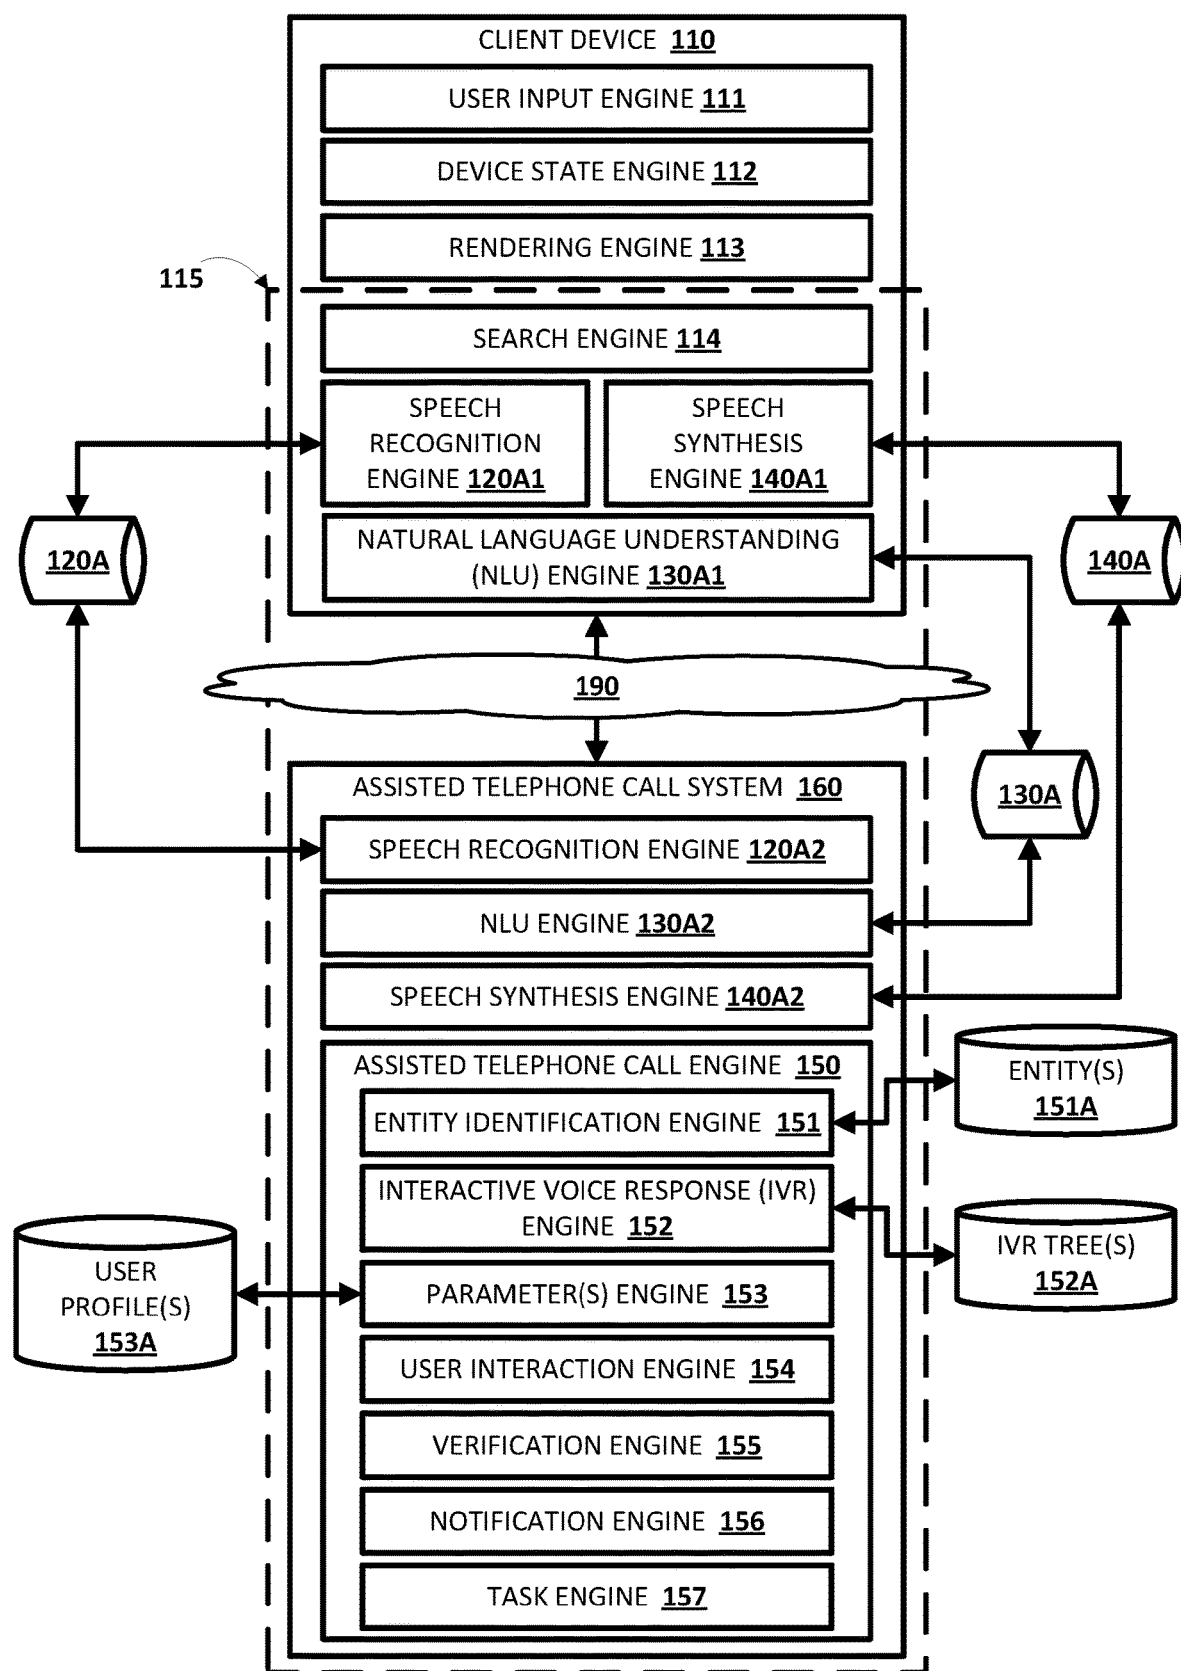 CLIENT DEVICE 110
USER INPUT ENGINE 111
DEVICE STATE ENGINE 112
RENDERING ENGINE 113
115
SEARCH ENGINE 114
SPEECH
RECOGNITION
ENGINE 120A1
SPEECH
SYNTHESIS
ENGINE 140A1
NATURAL LANGUAGE UNDERSTANDING
(NLU) ENGINE 130A1
120A
140A
190
130A
ASSISTED TELEPHONE CALL SYSTEM 160
SPEECH RECOGNITION ENGINE 120A2
NLU ENGINE 130A2
SPEECH SYNTHESIS ENGINE 140A2
ASSISTED TELEPHONE CALL ENGINE 150
ENTITY IDENTIFICATION ENGINE 151
ENTITY(S)
151A
INTERACTIVE VOICE RESPONSE (IVR)
ENGINE 152
IVR TREE(S)
152A
USER
PROFILE(S)
153A
PARAMETER(S) ENGINE 153
USER INTERACTION ENGINE 154
VERIFICATION ENGINE 155
NOTIFICATION ENGINE 156
TASK ENGINE 157